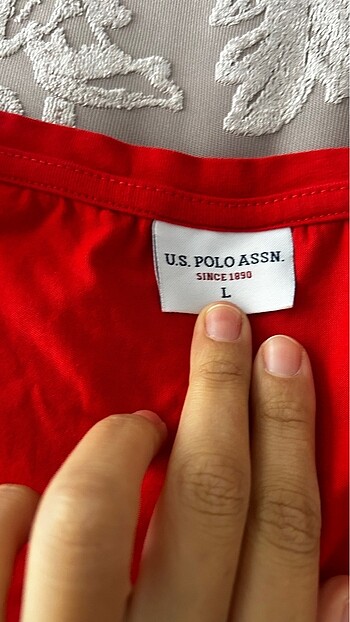 U.S. POLO ASSN.
SINCE 1890
L